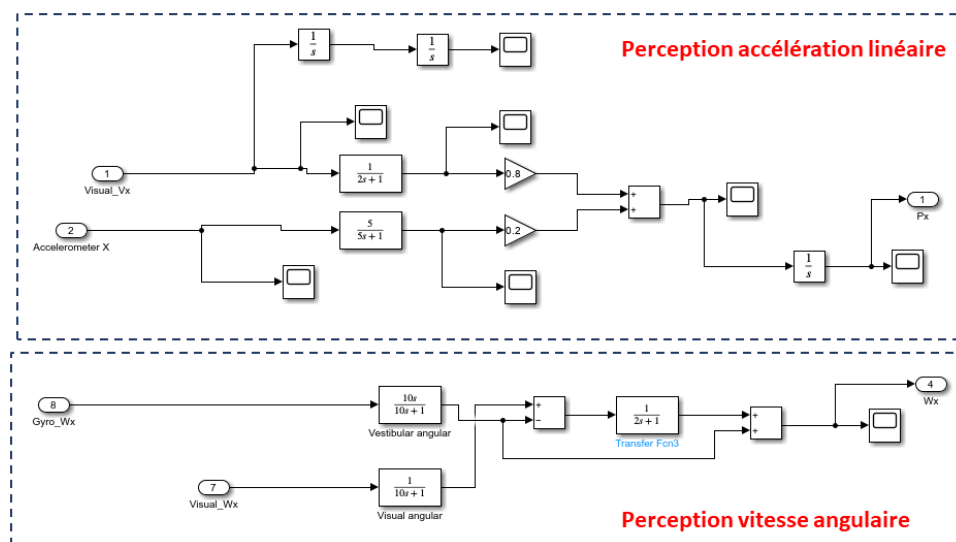 Perception accélération linéaire
1
s
1
s
1
Visual_Vx
1
2s + 1
0.8
2
Accelerometer X
5
5s + 1
0.2
+
+
1
s
1
Px
8
Gyro_Wx
10s
10s + 1
Vestibular angular
+
−
1
2s + 1
Transfer Fcn3
+
+
4
Wx
7
Visual_Wx
1
10s + 1
Visual angular
Perception vitesse angulaire